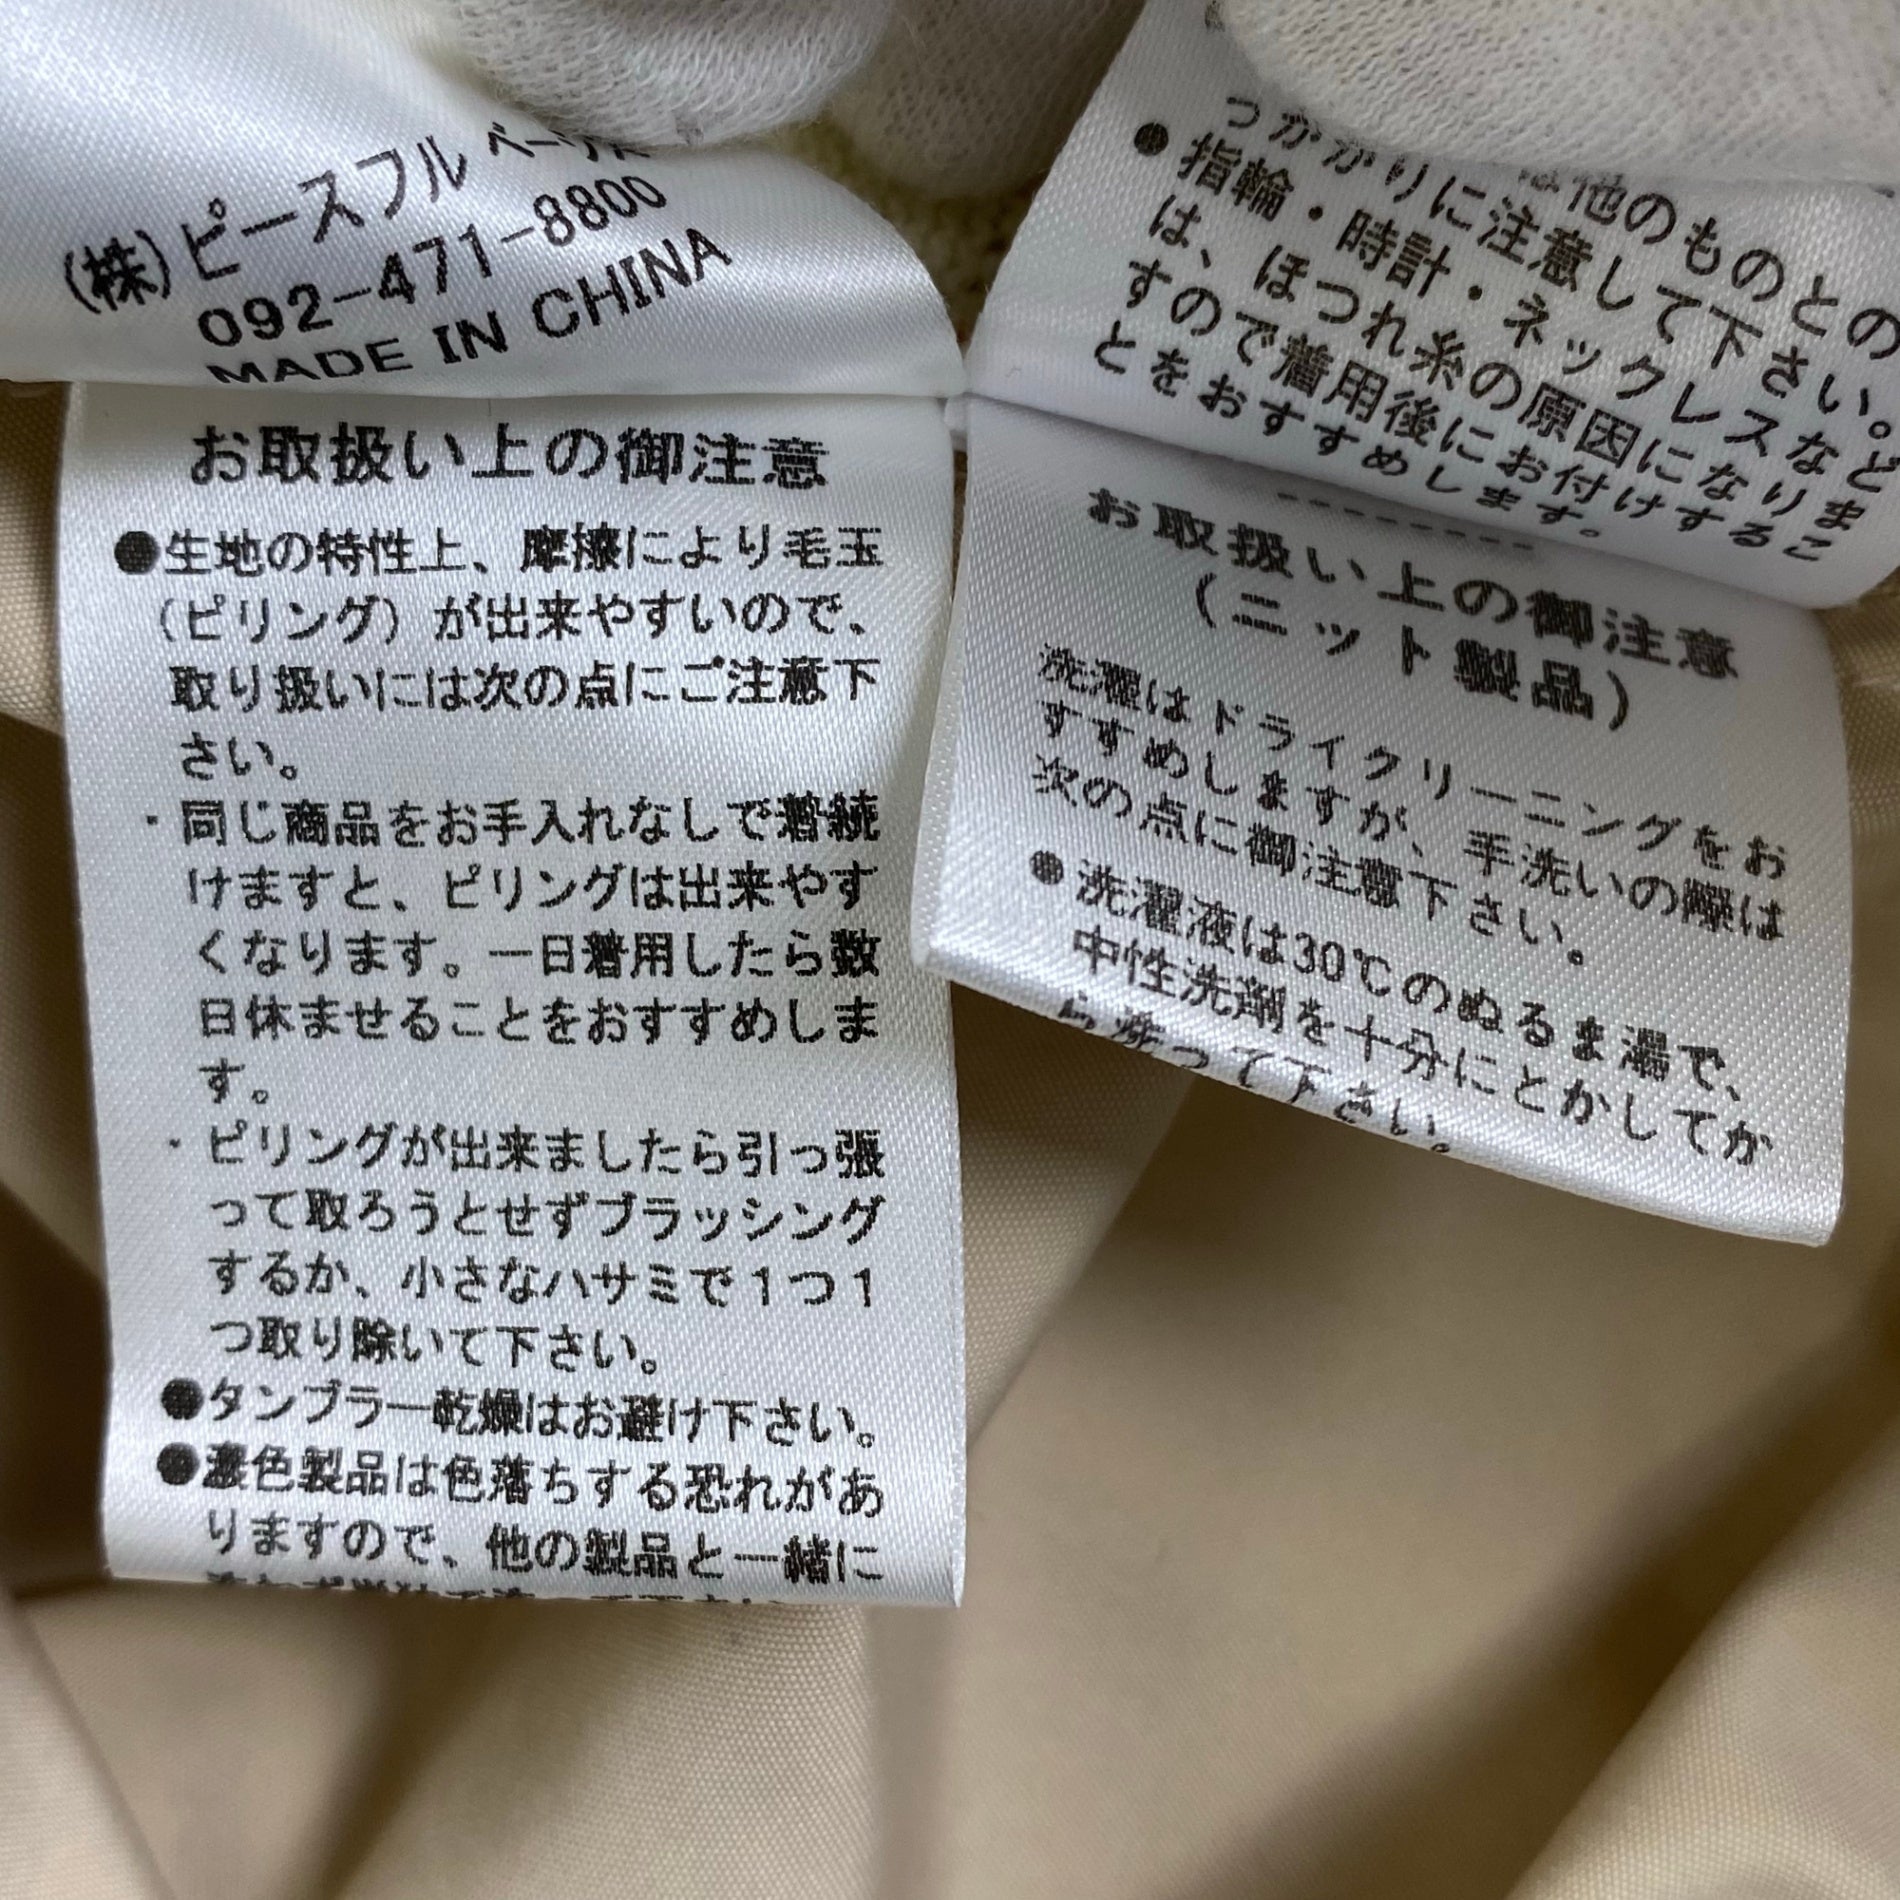 (株)ピースフル
092-471-8800
MADE IN CHINA
お取扱い上の御注意
●生地の特性上、摩擦により毛玉
(ピリング)が出来やすいので、
取り扱いには次の点にご注意下
さい。
・同じ商品をお手入れなしで着続
けますと、ピリングは出来やす
くなります。一日着用したら数
日休ませることをおすすめしま
す。
・ピリングが出来ましたら引っ張
って取ろうとせずブラッシング
するか、小さなハサミで1つ1
つ取り除いて下さい。
●タンブラー乾燥はお避け下さい。
●濃色製品は色落ちする恐れがあ
りますので、他の製品と一緒に
は他のものとの
っかかりに注意して下さい。
●指輪・時計・ネックレスなど
は、ほつれ糸の原因になりま
すので着用後にお付けするこ
とをおすすめします。
--------
お取扱い上の御注意
(ニット製品)
洗濯はドライクリーニングをお
すすめしますが、手洗いの際は
次の点に御注意下さい。
●洗濯液は30℃のぬるま湯で、
中性洗剤を十分にとかしてか
ら洗って下さい。